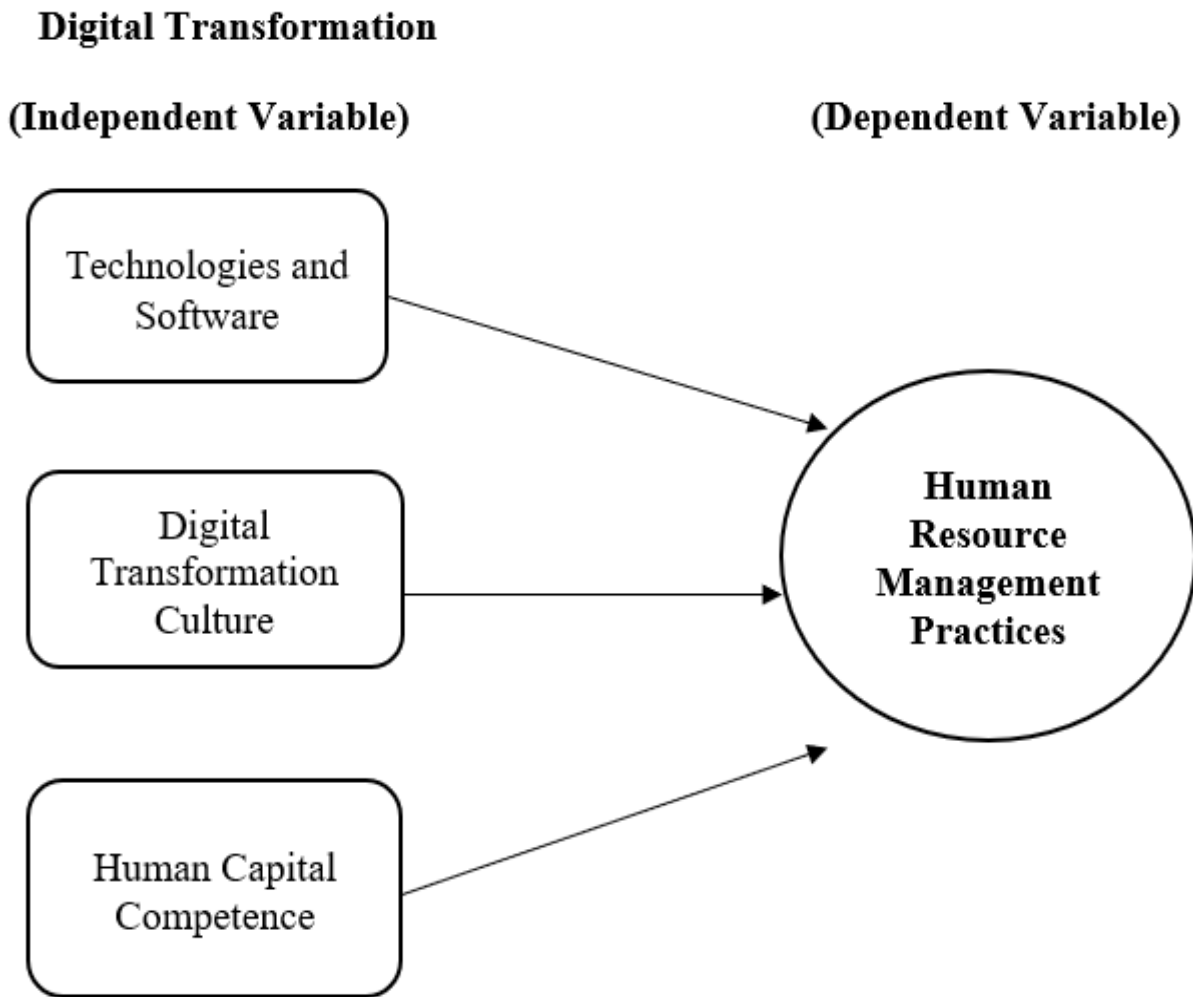 Digital Transformation
(Independent Variable)
(Dependent Variable)
Technologies and
Software
Digital
Transformation
Culture
Human Capital
Competence
Human
Resource
Management
Practices